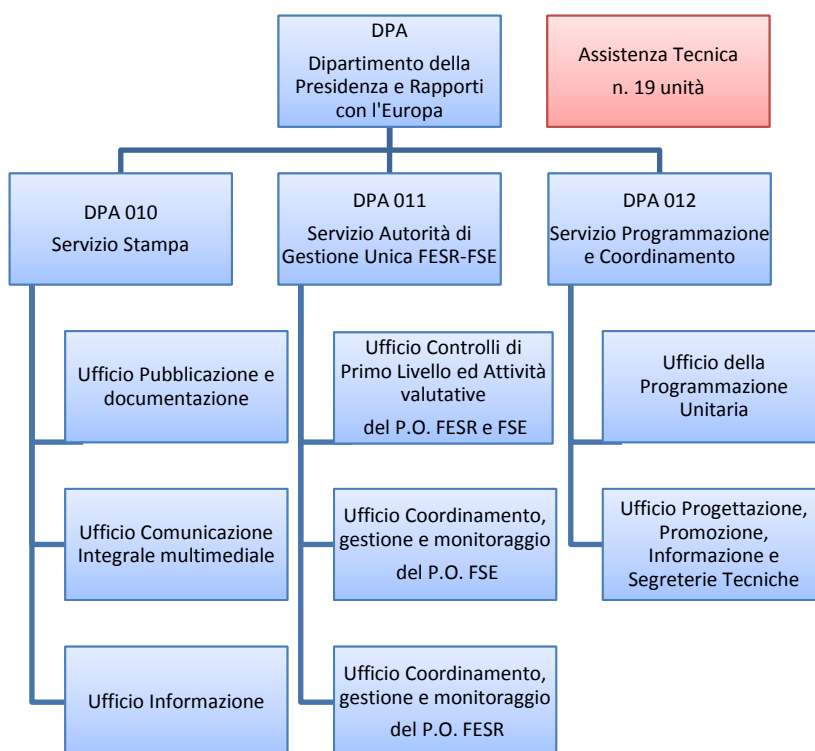 DPA
Dipartimento della
Presidenza e Rapporti
con l'Europa
Assistenza Tecnica
n. 19 unità
DPA 010
Servizio Stampa
DPA 011
Servizio Autorità di
Gestione Unica FESR-FSE
DPA 012
Servizio Programmazione
e Coordinamento
Ufficio Pubblicazione e
documentazione
Ufficio Controlli di
Primo Livello ed Attività
valutative
del P.O. FESR e FSE
Ufficio della
Programmazione
Unitaria
Ufficio Comunicazione
Integrale multimediale
Ufficio Coordinamento,
gestione e monitoraggio
del P.O. FSE
Ufficio Progettazione,
Promozione,
Informazione e
Segreterie Tecniche
Ufficio Informazione
Ufficio Coordinamento,
gestione e monitoraggio
del P.O. FESR